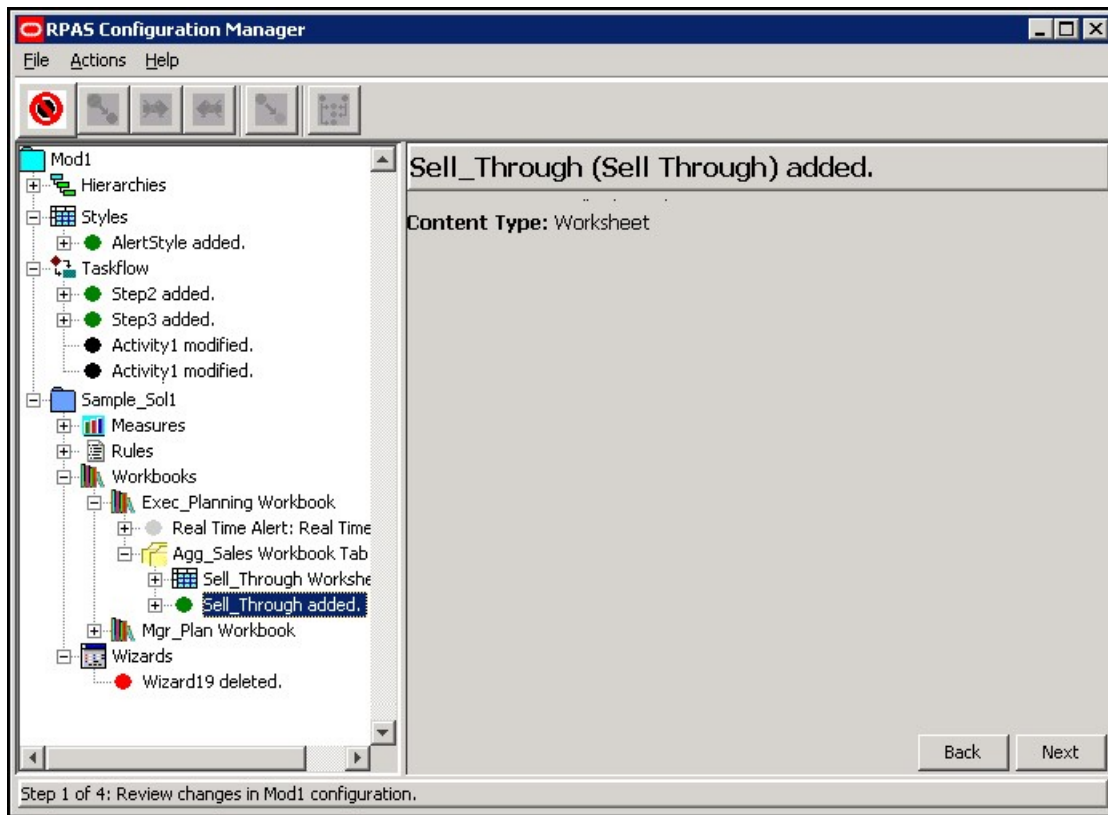 RPAS Configuration Manager
File Actions Help
Mod1
Hierarchies
Styles
AlertStyle added.
Taskflow
Step2 added.
Step3 added.
Activity1 modified.
Activity1 modified.
Sample_Sol1
Measures
Rules
Workbooks
Exec_Planning Workbook
Real Time Alert: Real Time
Agg_Sales Workbook Tab
Sell_Through Workshe
Sell_Through added.
Mgr_Plan Workbook
Wizards
Wizard19 deleted.
Sell_Through (Sell Through) added.
Content Type: Worksheet
Back Next
Step 1 of 4: Review changes in Mod1 configuration.